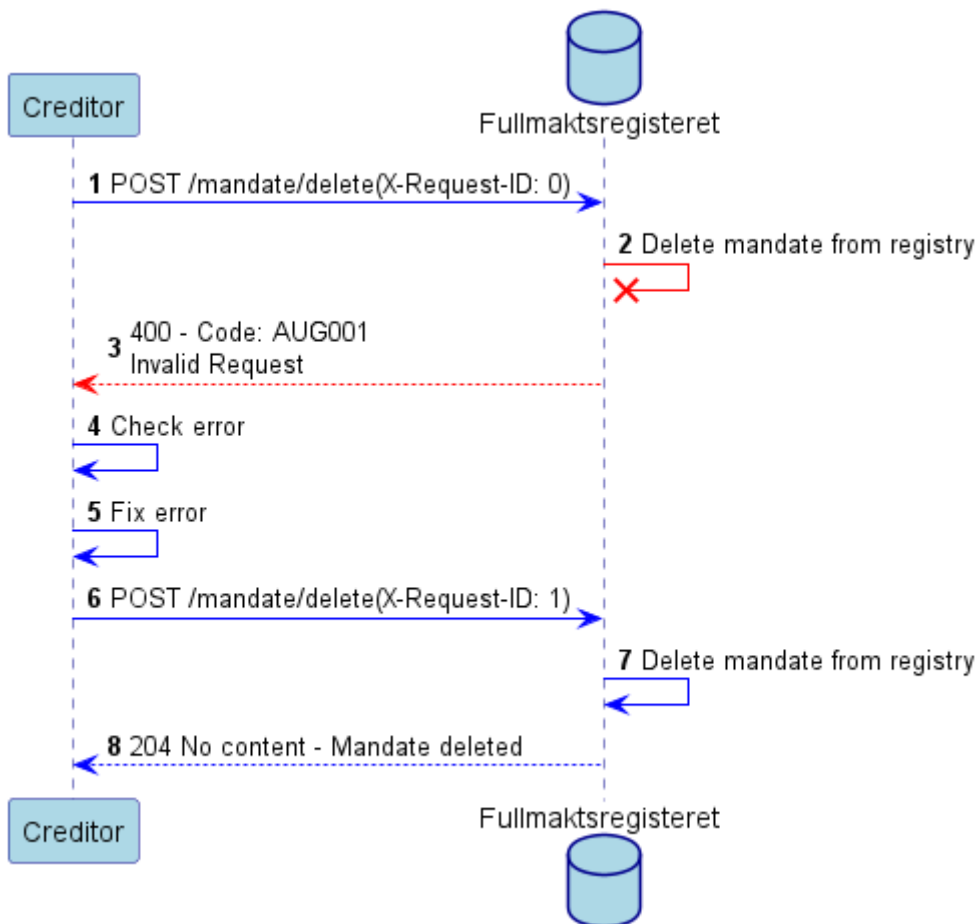 Creditor
Fullmaktsregisteret
1 POST /mandate/delete(X-Request-ID: 0)
2 Delete mandate from registry
3 400 - Code: AUG001
Invalid Request
4 Check error
5 Fix error
6 POST /mandate/delete(X-Request-ID: 1)
7 Delete mandate from registry
8 204 No content - Mandate deleted
Creditor
Fullmaktsregisteret